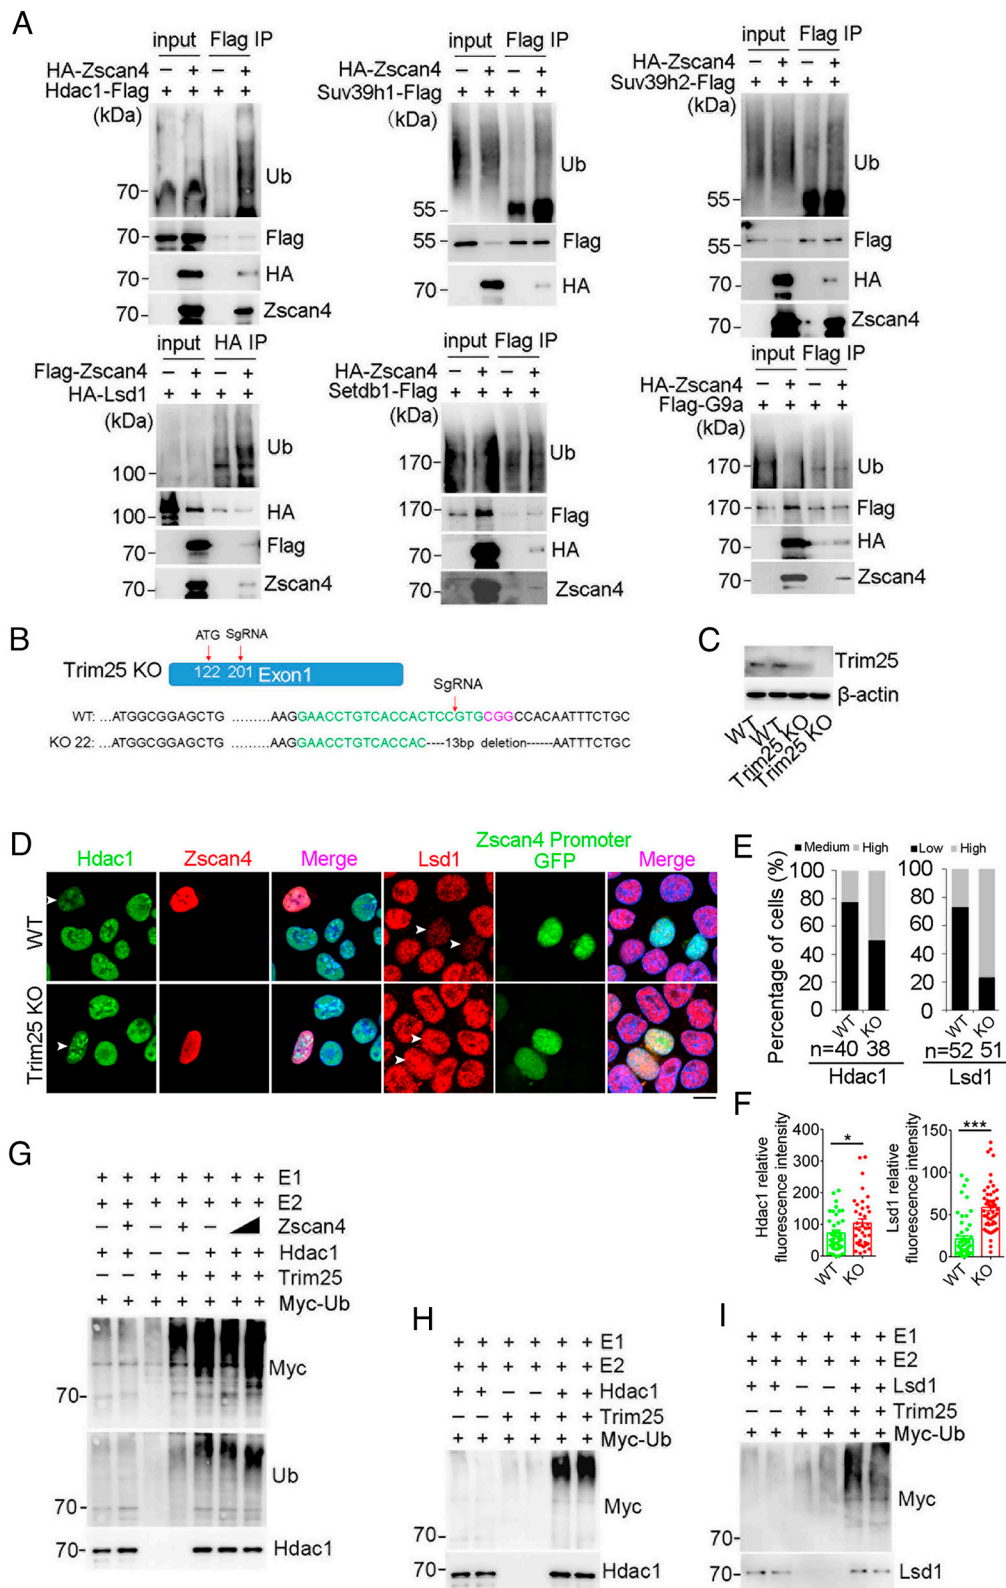 A
input Flag IP
HA-Zscan4 – + – +
Hdac1-Flag + + + +
(kDa)
70 Ub
70 Flag
70 HA
70 Zscan4
input Flag IP
HA-Zscan4 – + – +
Suv39h1-Flag + + + +
(kDa)
55 Ub
55 Flag
70 HA
input Flag IP
HA-Zscan4 – + – +
Suv39h2-Flag + + + +
(kDa)
55 Ub
55 Flag
70 HA
70 Zscan4
input HA IP
Flag-Zscan4 – + – +
HA-Lsd1 + + + +
(kDa)
100 Ub
100 HA
70 Flag
70 Zscan4
input Flag IP
HA-Zscan4 – + – +
Setdb1-Flag + + + +
(kDa)
170 Ub
170 Flag
70 HA
70 Zscan4
input Flag IP
HA-Zscan4 – + – +
Flag-G9a + + + +
(kDa)
170 Ub
170 Flag
70 HA
70 Zscan4
B
ATG SgRNA
Trim25 KO 122 201 Exon1
SgRNA
WT: ...ATGGCGGAGCTG .........AAGGAACCTGTCACCACTCCGTGCGGCCACAATTTCTGC
KO 22: ...ATGGCGGAGCTG .........AAGGAACCTGTCACCAC----13bp deletion------AATTTCTGC
C
Trim25
β-actin
WT WT Trim25 KO Trim25 KO
D
Hdac1 Zscan4 Merge Lsd1 Zscan4 Promoter GFP Merge
WT
Trim25 KO
E
Percentage of cells (%)
Medium High
100
80
60
40
20
0
WT KO
n=40 38
Hdac1
Low High
100
80
60
40
20
0
WT KO
n=52 51
Lsd1
F
Hdac1 relative
fluorescence intensity
400
300
200
100
0
*
WT KO
Lsd1 relative
fluorescence intensity
150
100
50
0
***
WT KO
G
+ + + + + + + E1
+ + + + + + + E2
– + – + – Zscan4
+ + – – + + + Hdac1
– – + + + + + Trim25
+ + + + + + + Myc-Ub
70 Myc
70 Ub
70 Hdac1
H
+ + + + + + E1
+ + + + + + E2
+ + – – + + Hdac1
– – + + + + Trim25
+ + + + + + Myc-Ub
70 Myc
70 Hdac1
I
+ + + + + + E1
+ + + + + + E2
+ + – – + + Lsd1
– – + + + + Trim25
+ + + + + + Myc-Ub
70 Myc
70 Lsd1